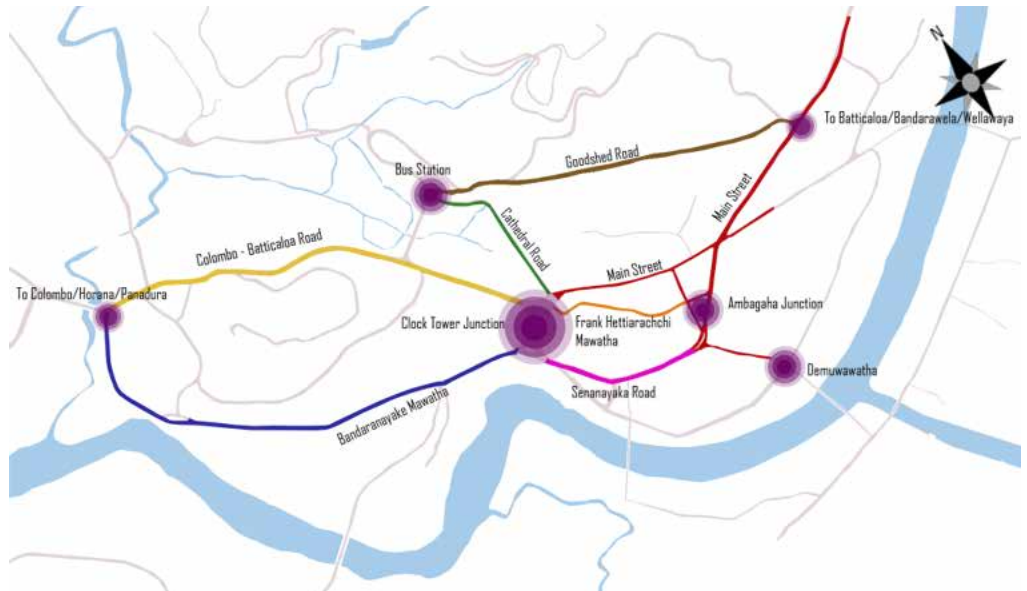 N
To Batticaloa/Bandarawela/Wellawaya
Goodshed Road
Bus Station
Main Street
Cathedral Road
Colombo - Batticaloa Road
Main Street
To Colombo/Horana/Panadura
Ambagaha Junction
Clock Tower Junction
Frank Hettiarachchi
Mawatha
Demuwawatha
Senanayaka Road
Bandaranayake Mawatha